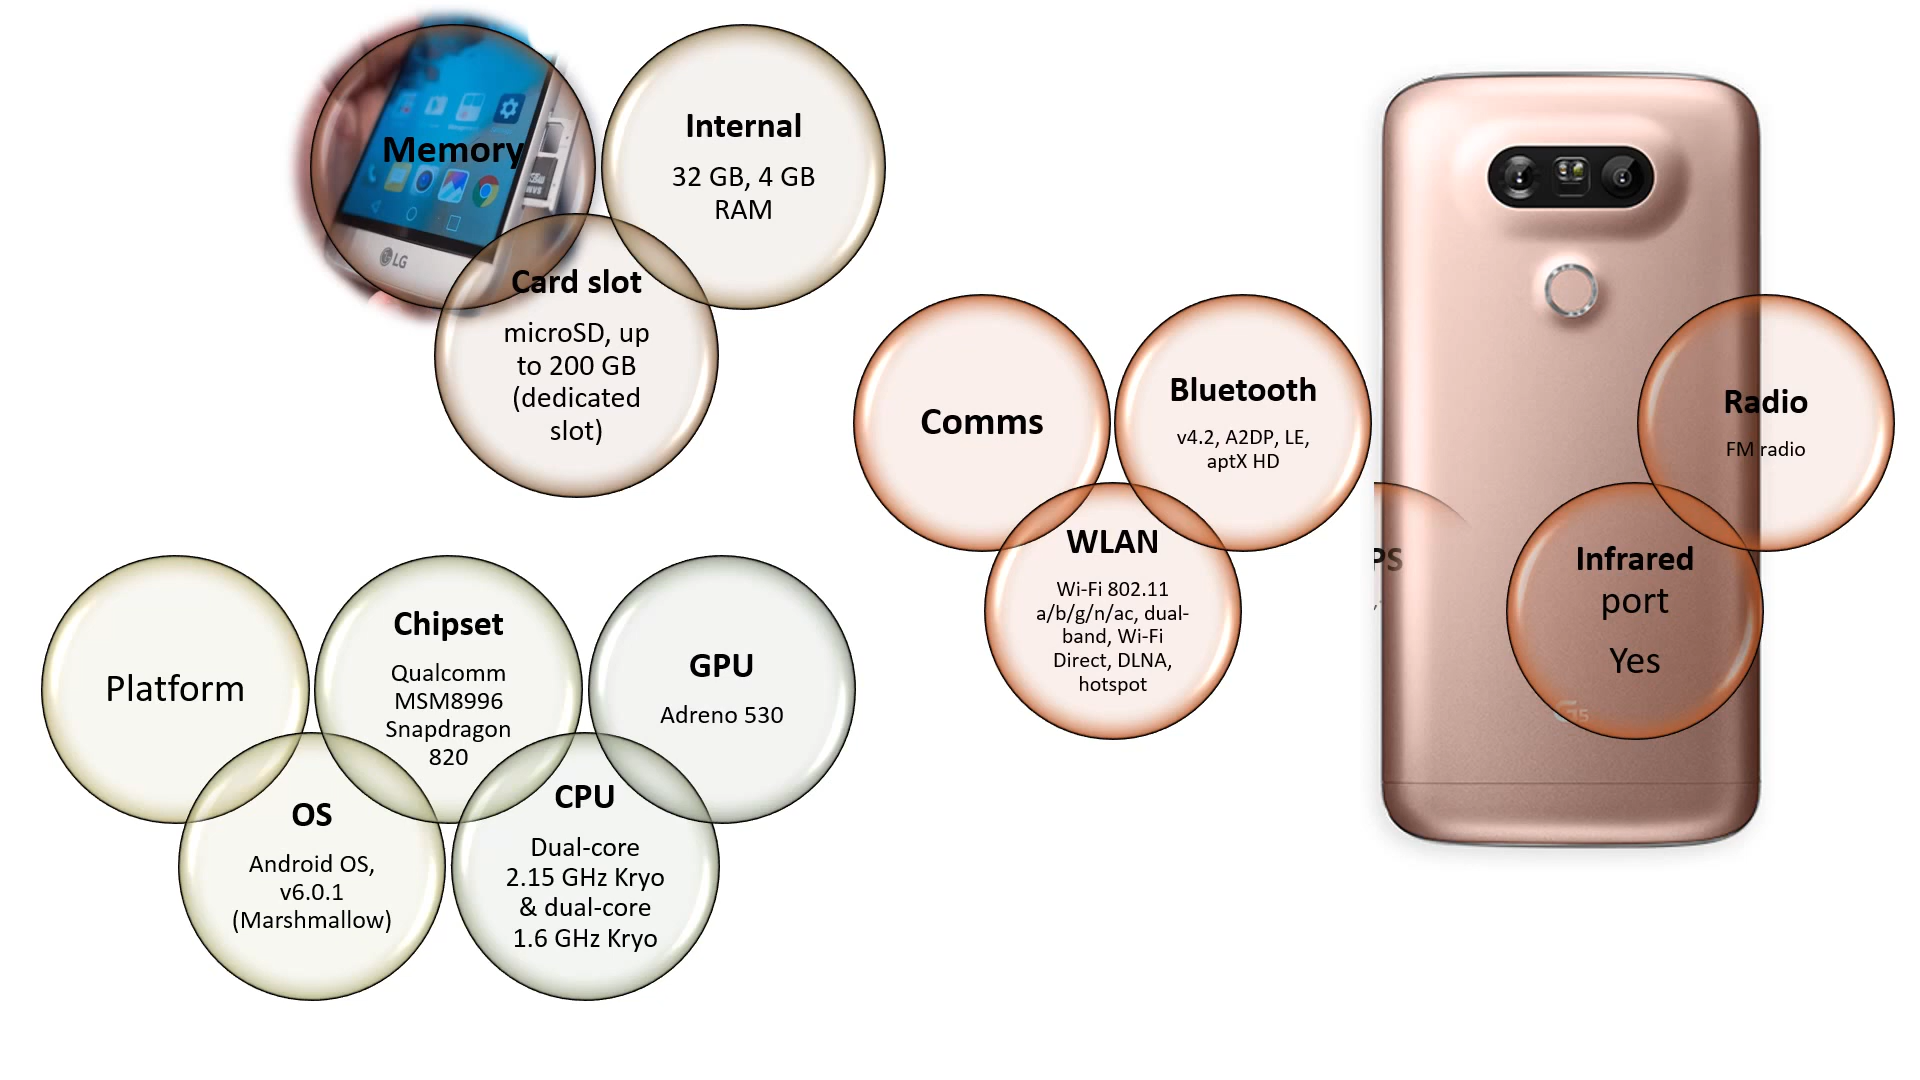 Memory
LG
Internal
32 GB, 4 GB
RAM
Card slot
microSD, up
to 200 GB
(dedicated
slot)
Comms
Bluetooth
v4.2, A2DP, LE,
aptX HD
WLAN
Wi-Fi 802.11
a/b/g/n/ac, dual-
band, Wi-Fi
Direct, DLNA,
hotspot
PS
Radio
FM radio
Infrared
port
Yes
G5
Platform
Chipset
Qualcomm
MSM8996
Snapdragon
820
GPU
Adreno 530
OS
Android OS,
v6.0.1
(Marshmallow)
CPU
Dual-core
2.15 GHz Kryo
& dual-core
1.6 GHz Kryo